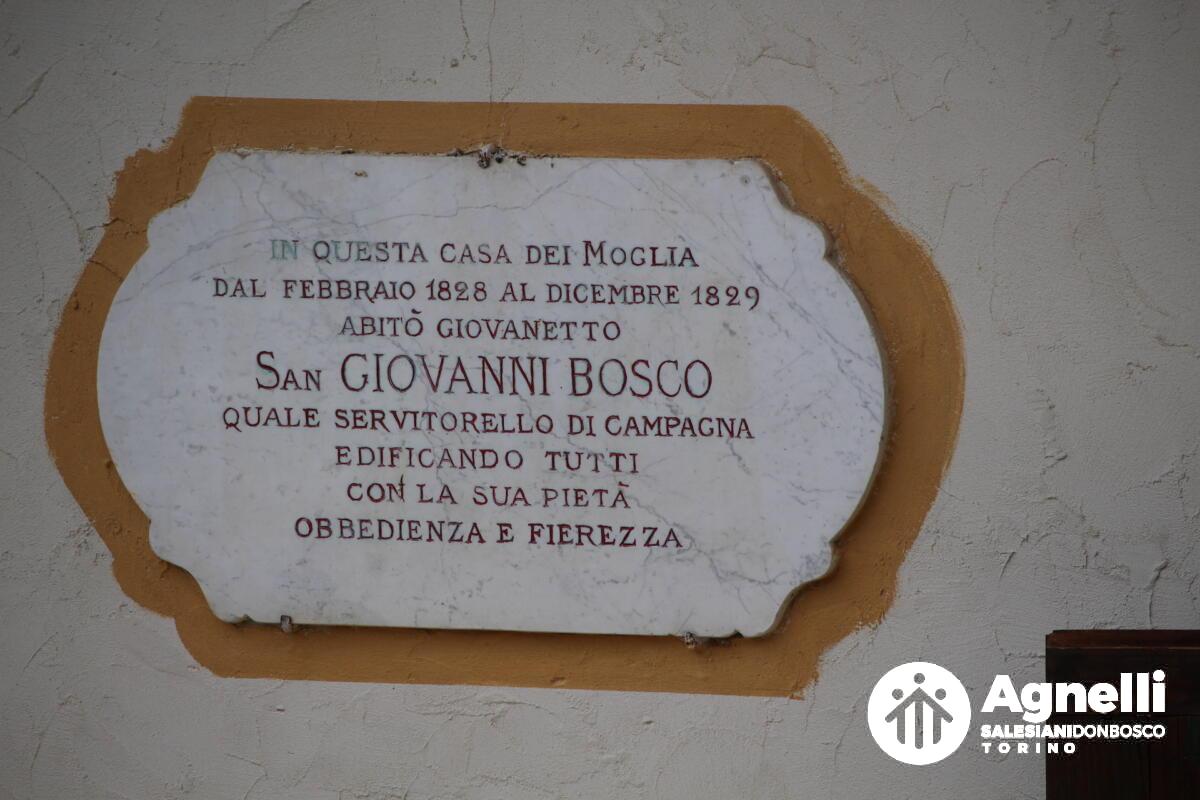 IN QUESTA CASA DEI MOGLIA
DAL FEBBRAIO 1828 AL DICEMBRE 1829
ABITÒ GIOVANETTO
SAN GIOVANNI BOSCO
QUALE SERVITORELLO DI CAMPAGNA
EDIFICANDO TUTTI
CON LA SUA PIETÀ
OBBEDIENZA E FIEREZZA
Agnelli
SALESIANIDONBOSCO
TORINO